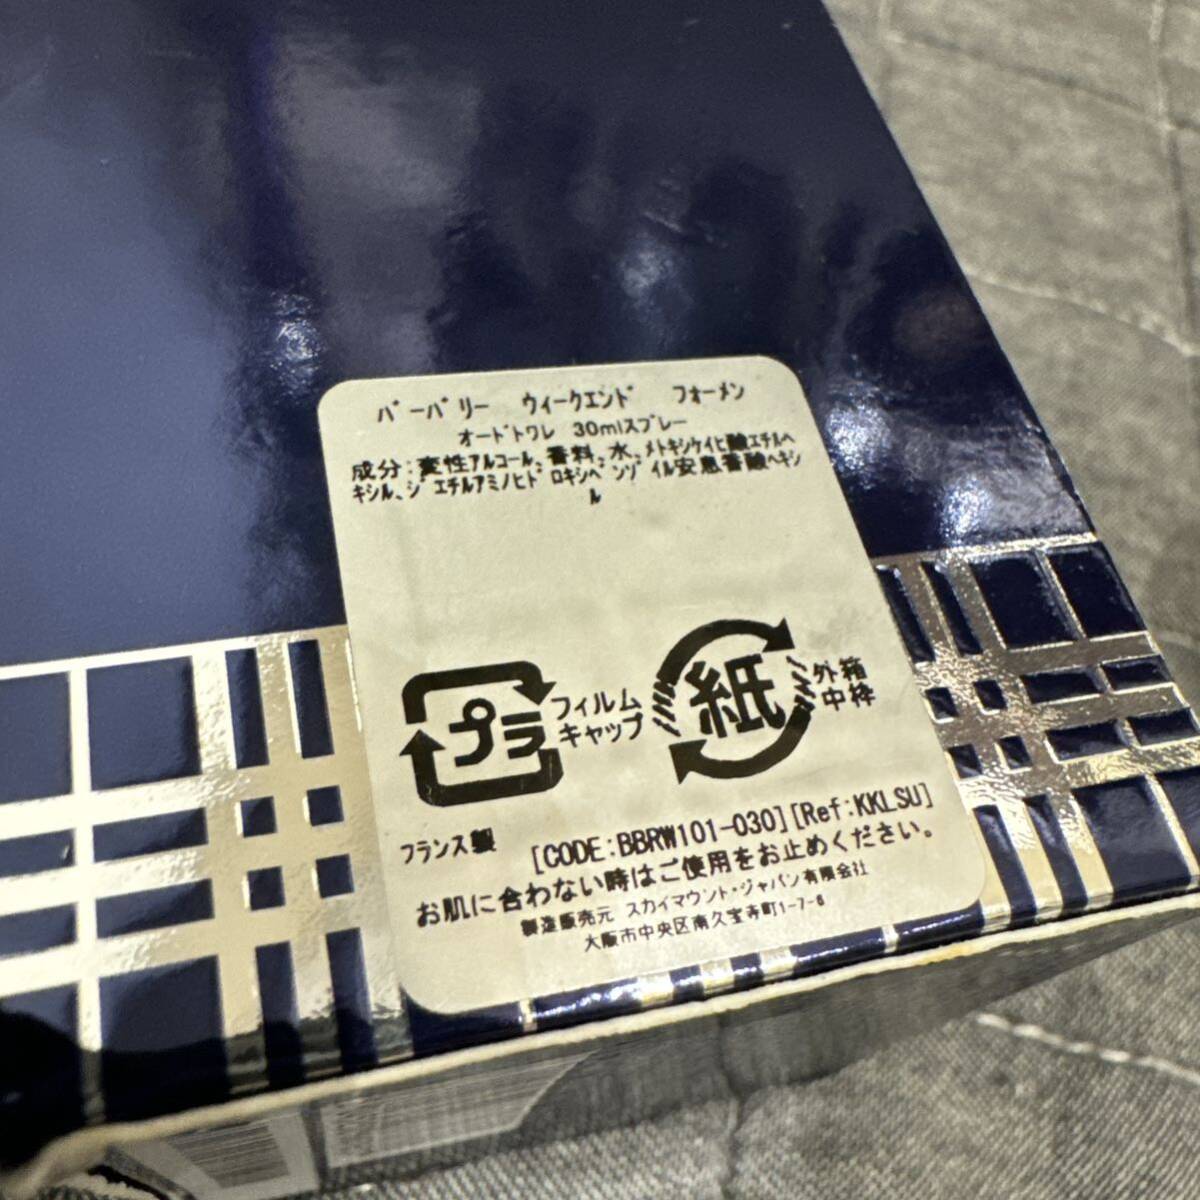 バーバリー ウィークエンド フォーメン
オードトワレ 30mlスプレー
成分:変性アルコール、香料、水、メトキシケイヒ酸エチルヘ
キシル、ジエチルアミノヒドロキシベンゾイル安息香酸ヘキシ
ル
プラ
フィルム
キャップ
紙
外箱
中枠
フランス製 [CODE:BBRW101-030][Ref:KKLSU]
お肌に合わない時はご使用をお止めください。
製造販売元 スカイマウント・ジャパン有限会社
大阪市中央区南久宝寺町1-7-6